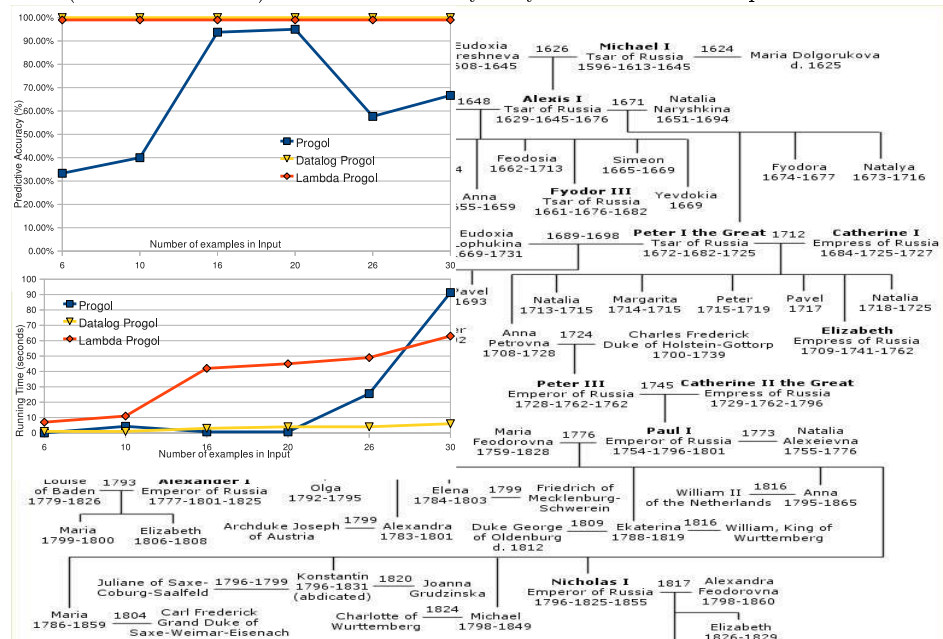 100.00%
90.00%
80.00%
70.00%
60.00%
50.00%
40.00%
30.00%
20.00%
10.00%
0.00%
Predictive Accuracy (%)
Progol
Datalog Progol
Lambda Progol
Number of examples in Input
6 10 16 20 26 30
100
90
80
70
60
50
40
30
20
10
0
Running Time (seconds)
Progol
Datalog Progol
Lambda Progol
6 10 16 20 26 30
Number of examples in Input
Eudoxia 1626 Michael I 1624 Maria Dolgorukova
reshneva Tsar of Russia d. 1625
508-1645 1596-1613-1645
1648 Alexis I 1671 Natalia
Tsar of Russia Naryshkina
1629-1645-1676 1651-1694
4 Feodosia Simeon Fyodora Natalya
1662-1713 1665-1669 1674-1677 1673-1716
Anna Fyodor III Yevdokia
555-1659 Tsar of Russia 1669
1661-1676-1682
Eudoxia 1689-1698 Peter I the Great 1712 Catherine I
Lophukina Tsar of Russia Empress of Russia
1669-1731 1672-1682-1725 1684-1725-1727
Pavel Natalia Margarita Peter Pavel Natalia
1693 1713-1715 1714-1715 1715-1719 1717 1718-1725
er Anna 1724 Charles Frederick Elizabeth
Petrovna Duke of Holstein-Gottorp Empress of Russia
1708-1728 1700-1739 1709-1741-1762
Peter III 1745 Catherine II the Great
Emperor of Russia Empress of Russia
1728-1762-1762 1729-1762-1796
Maria 1776 Paul I 1773 Natalia
Feodorovna Emperor of Russia Alexeievna
1759-1828 1754-1796-1801 1755-1776
Louise 1793 Alexander I Olga Elena 1799 Friedrich of William II 1816 Anna
of Baden Emperor of Russia 1792-1795 1784-1803 Mecklenburg- of the Netherlands 1795-1865
1779-1826 1777-1801-1825 Schwerein
Maria Elizabeth Archduke Joseph 1799 Alexandra Duke George 1809 Ekaterina 1816 William, King of
1799-1800 1806-1808 of Austria 1783-1801 of Oldenburg 1788-1819 Wurttemberg
d. 1812
Juliane of Saxe- 1796-1799 Konstantin 1820 Joanna Nicholas I 1817 Alexandra
Coburg-Saalfeld 1796-1831 Grudzinska Emperor of Russia Feodorovna
(abdicated) 1796-1825-1855 1798-1860
Maria 1804 Carl Frederick Charlotte of 1824 Michael Elizabeth
1786-1859 Grand Duke of Wurttemberg 1798-1849 1826-1829
Saxe-Weimar-Eisenach